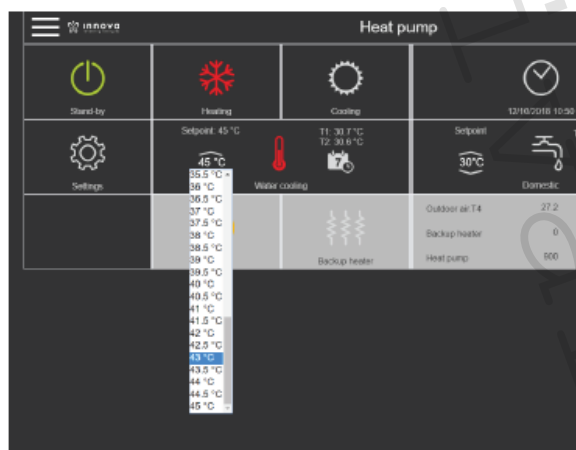 innova
Heat pump
Stand-by
Heating
Cooling
12/16/2018 10:50
Settings
Setpoint: 45 °C
45 °C
T1: 30.7°C
T2: 30.6°C
7
Water cooling
Setpoint
30°C
Domestic
35.5 °C
36 °C
36.5 °C
37 °C
37.5 °C
38 °C
38.5 °C
39 °C
39.5 °C
40 °C
40.5 °C
41 °C
41.5 °C
42 °C
42.5 °C
43 °C
43.5 °C
44 °C
44.5 °C
45 °C
Backup heater
Outdoor air:T4 27.2
Backup heater 0
Heat pump 900